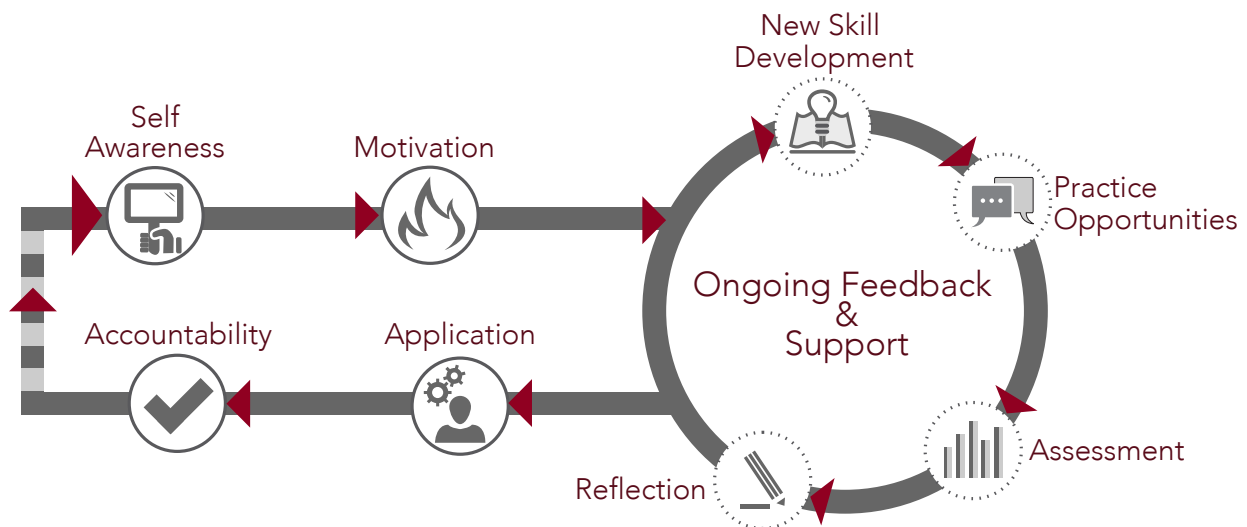 New Skill
Development
Self
Awareness
Motivation
Practice
Opportunities
Ongoing Feedback
&
Support
Accountability
Application
Assessment
Reflection